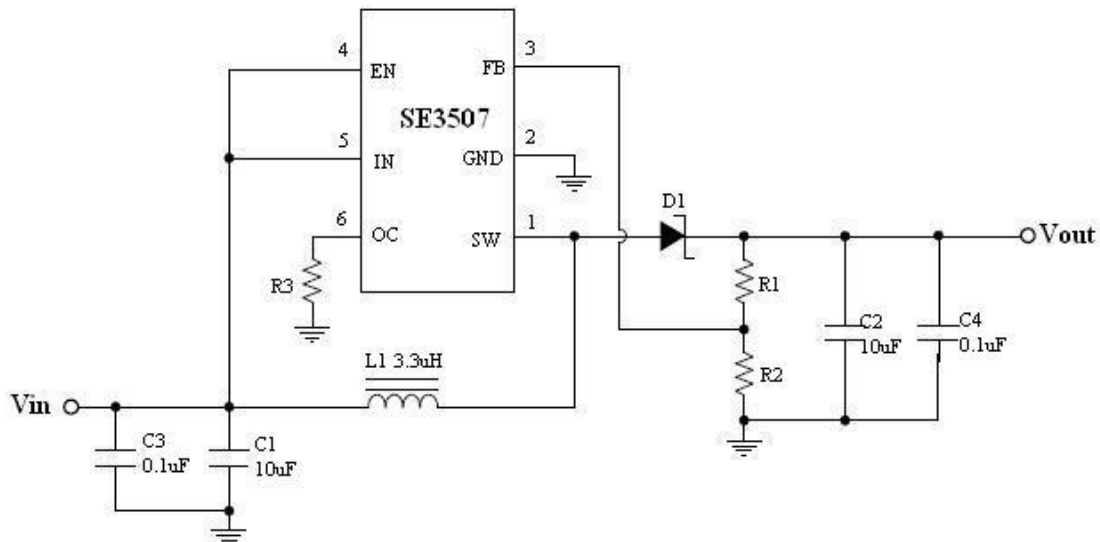 4
EN
3
FB
SE3507
5
IN
2
GND
6
OC
1
SW
D1
Vout
R3
R1
C2
10uF
C4
0.1uF
L1 3.3uH
R2
Vin
C3
0.1uF
C1
10uF